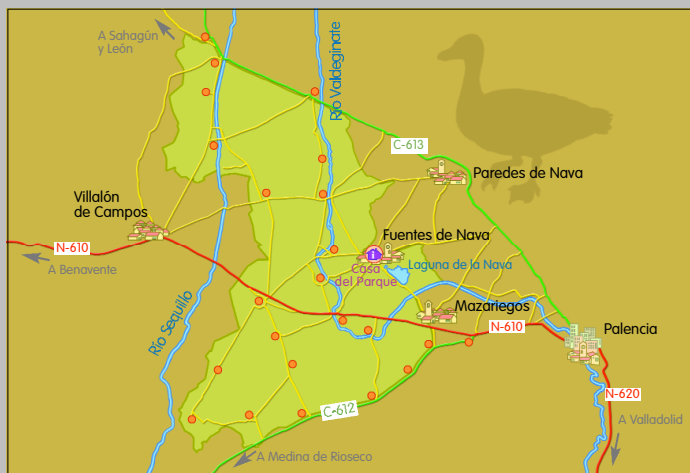 A Sahagún
y León
Río Valdeginate
C-613
Paredes de Nava
Villalón
de Campos
Fuentes de Nava
N-610
Casa
del Parque
Laguna de la Nava
A Benavente
Río Sequillo
Mazariegos
N-610
Palencia
N-620
C-612
A Valladolid
A Medina de Rioseco